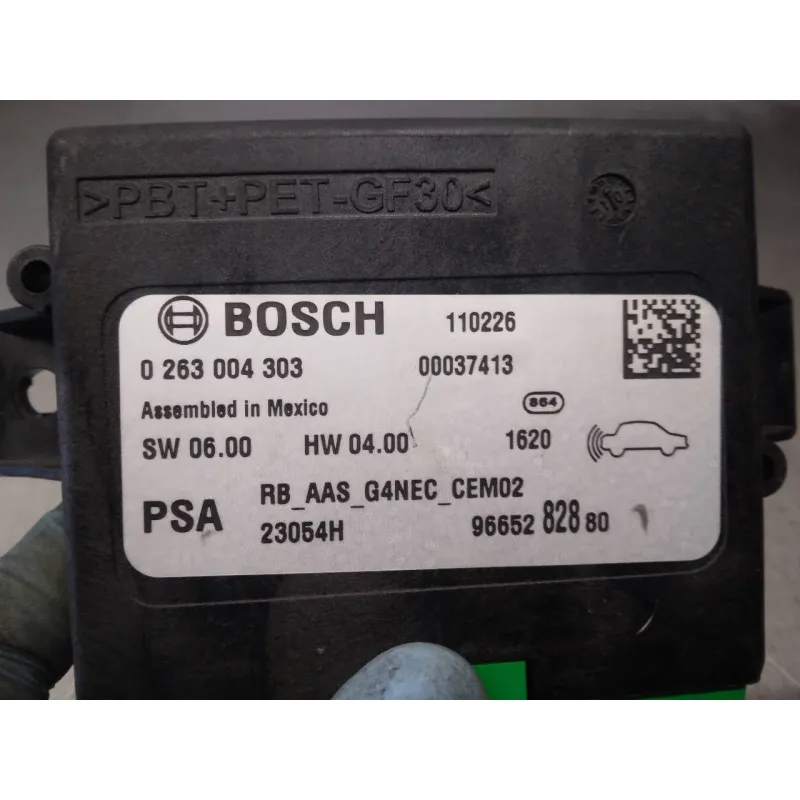 >PBT+PET-GF30<
BOSCH 110226
0 263 004 303 00037413
Assembled in Mexico 864
SW 06.00 HW 04.00 1620
PSA RB_AAS_G4NEC_CEM02
23054H 96652 828 80